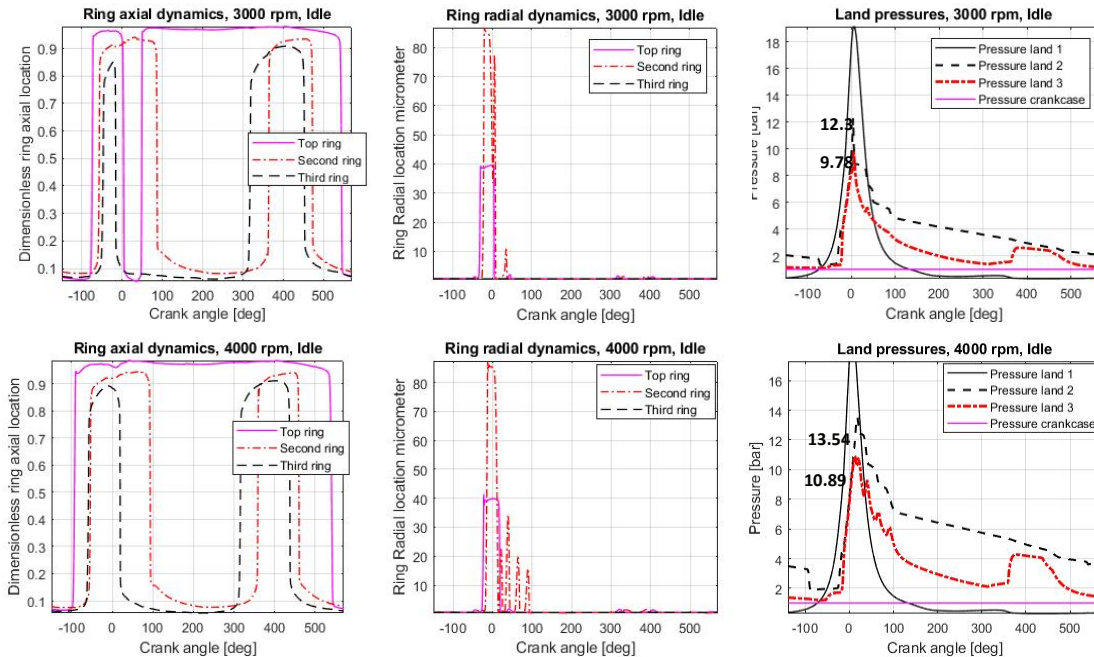 Ring axial dynamics, 3000 rpm, Idle
Dimensionless ring axial location
0.9
0.8
0.7
0.6
0.5
0.4
0.3
0.2
0.1
Top ring
Second ring
Third ring
-100 0 100 200 300 400 500
Crank angle [deg]
Ring radial dynamics, 3000 rpm, Idle
Ring Radial location micrometer
80
70
60
50
40
30
20
10
Top ring
Second ring
Third ring
-100 0 100 200 300 400 500
Crank angle [deg]
Land pressures, 3000 rpm, Idle
Pressure [bar]
18
16
14
12
10
8
6
4
2
12.3
9.78
Pressure land 1
Pressure land 2
Pressure land 3
Pressure crankcase
-100 0 100 200 300 400 500
Crank angle [deg]
Ring axial dynamics, 4000 rpm, Idle
Dimensionless ring axial location
0.9
0.8
0.7
0.6
0.5
0.4
0.3
0.2
0.1
Top ring
Second ring
Third ring
-100 0 100 200 300 400 500
Crank angle [deg]
Ring radial dynamics, 4000 rpm, Idle
Ring Radial location micrometer
80
70
60
50
40
30
20
10
Top ring
Second ring
Third ring
-100 0 100 200 300 400 500
Crank angle [deg]
Land pressures, 4000 rpm, Idle
Pressure [bar]
16
14
12
10
8
6
4
2
13.54
10.89
Pressure land 1
Pressure land 2
Pressure land 3
Pressure crankcase
-100 0 100 200 300 400 500
Crank angle [deg]